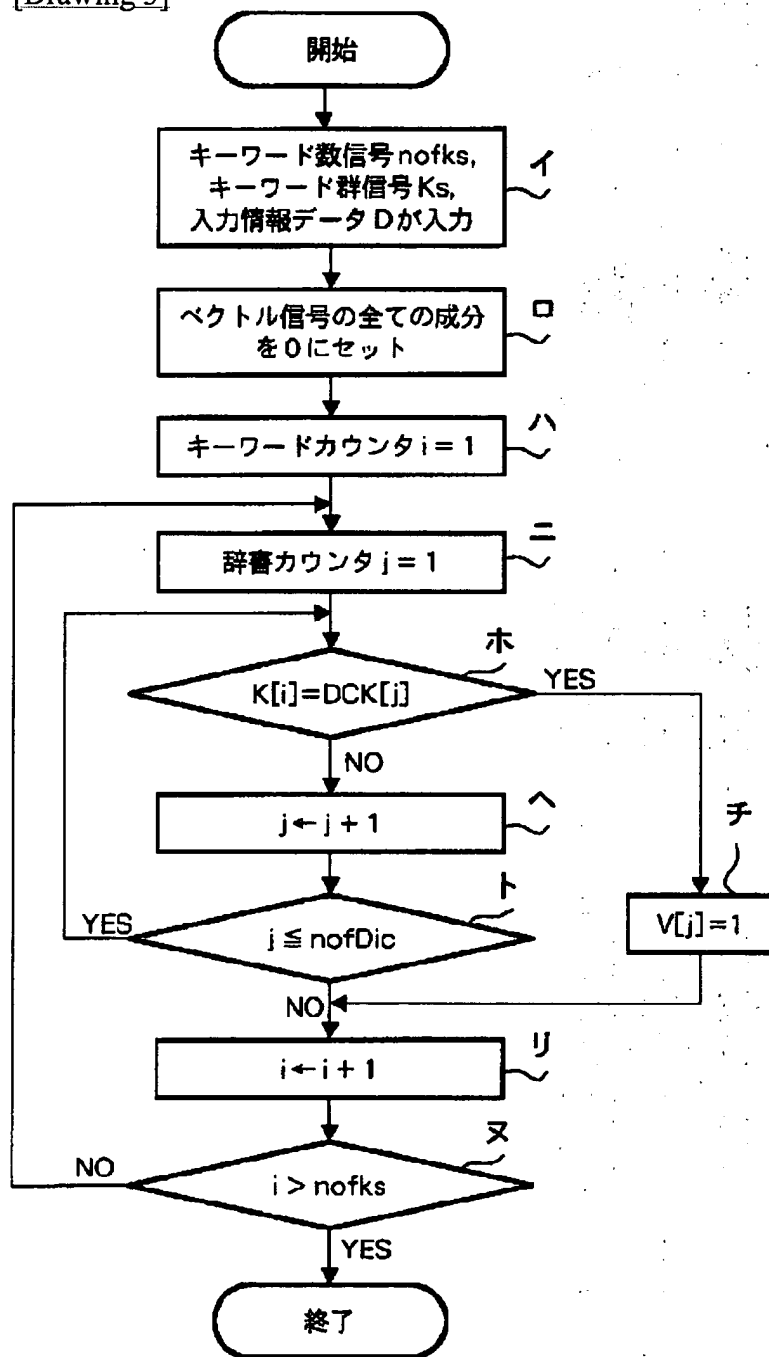 開始
キーワード数信号nofks,
キーワード群信号Ks,
入力情報データDが入力
イ
ベクトル信号の全ての成分
を0にセット
ロ
キーワードカウンタi=1
ハ
辞書カウンタj=1
ニ
ホ
K[i]=DCK[j]
YES
NO
j←j+1
ヘ
チ
ト
YES
j≦nofDic
V[j]=1
NO
i←i+1
リ
ヌ
NO
i>nofks
YES
終了